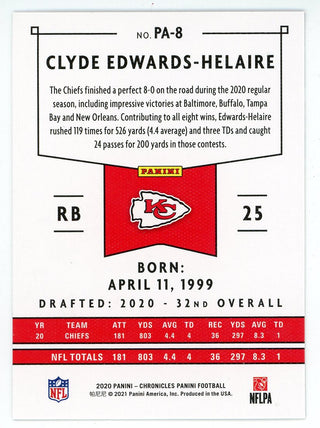 NO. PA-8
CLYDE EDWARDS-HELAIRE
The Chiefs finished a perfect 8-0 on the road during the 2020 regular
season, including impressive victories at Baltimore, Buffalo, Tampa
Bay and New Orleans. Contributing to all eight wins, Edwards-Helaire
rushed 119 times for 526 yards (4.4 average) and three TDs and caught
24 passes for 200 yards in those contests.
PANINI
KC
RB 25
BORN:
APRIL 11, 1999
DRAFTED: 2020 - 32ND OVERALL
YR TEAM ATT YDS AVG TD REC YDS AVG TD
20 CHIEFS 181 803 4.4 4 36 297 8.3 1
NFL TOTALS 181 803 4.4 4 36 297 8.3 1
NFL
2020 PANINI – CHRONICLES PANINI FOOTBALL
帕尼尼 © 2021 Panini America, Inc. Produced in the USA.
NFLPA